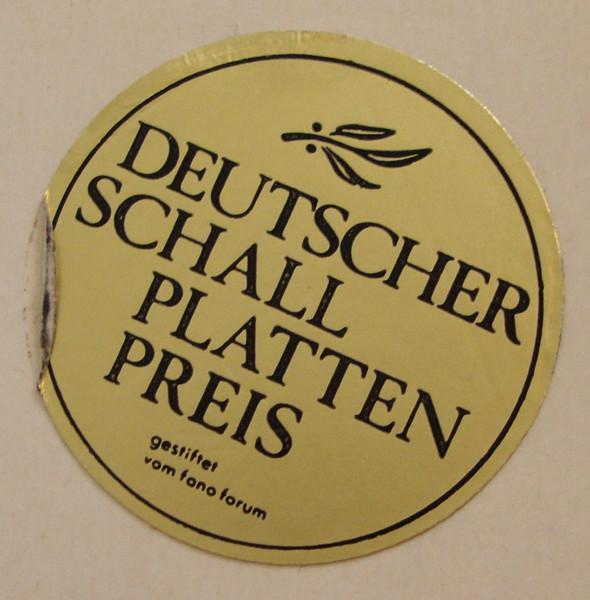 DEUTSCHER
SCHALL
PLATTEN
PREIS
gestiftet
vom fono forum